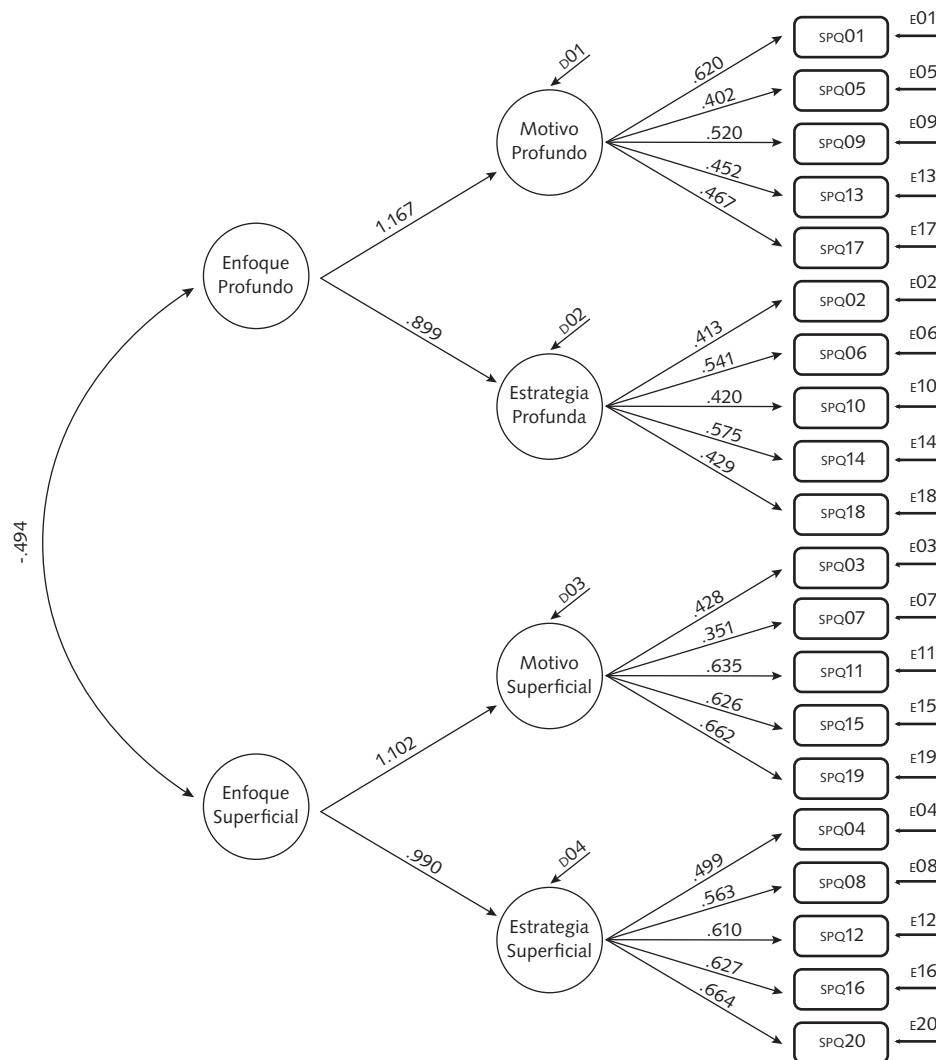 E01
SPQ01
D01
.620
E05
SPQ05
.402
Motivo
Profundo
.520
SPQ09
E09
.452
E13
SPQ13
.467
E17
SPQ17
1.167
Enfoque
Profundo
.899
E02
SPQ02
D02
.413
E06
SPQ06
.541
Estrategia
Profunda
.420
SPQ10
E10
.575
E14
SPQ14
.429
E18
SPQ18
-.494
E03
SPQ03
D03
.428
E07
SPQ07
.351
Motivo
Superficial
.635
SPQ11
E11
.626
E15
SPQ15
.662
E19
SPQ19
1.102
Enfoque
Superficial
.990
E04
SPQ04
D04
.499
E08
SPQ08
.563
Estrategia
Superficial
.610
SPQ12
E12
.627
E16
SPQ16
.664
E20
SPQ20